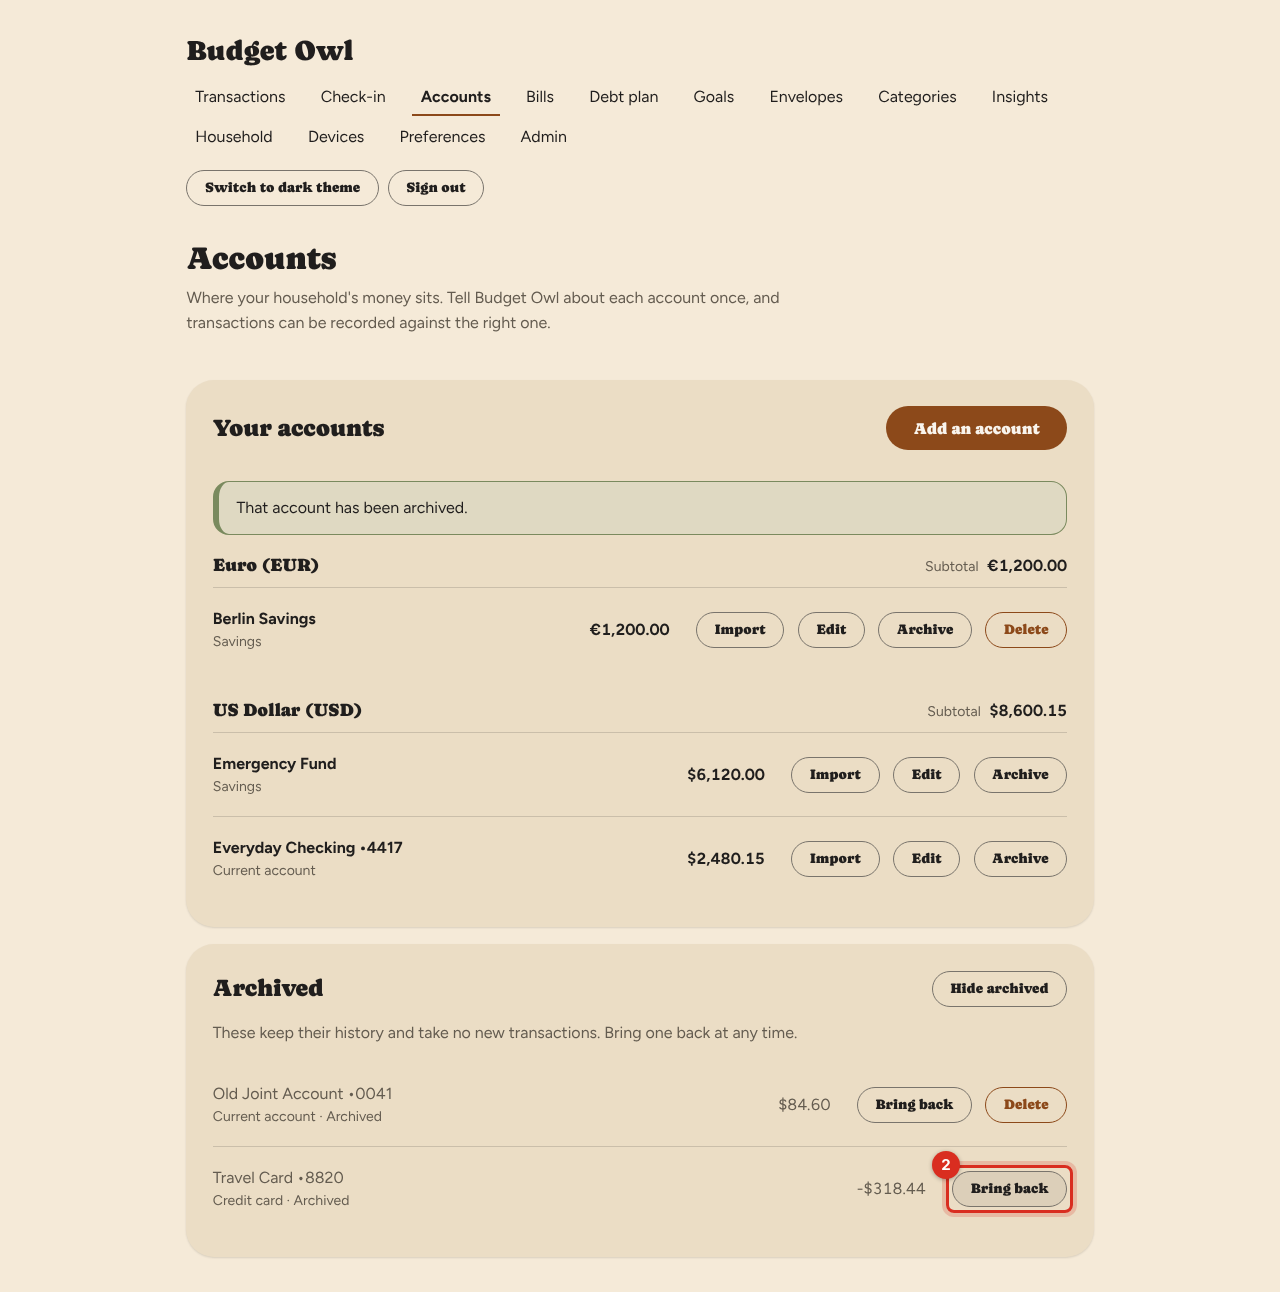 Budget Owl
Transactions Check-in Accounts Bills Debt plan Goals Envelopes Categories Insights
Household Devices Preferences Admin
Switch to dark theme Sign out
Accounts
Where your household's money sits. Tell Budget Owl about each account once, and
transactions can be recorded against the right one.
Your accounts Add an account
That account has been archived.
Euro (EUR) Subtotal €1,200.00
Berlin Savings
Savings
€1,200.00 Import Edit Archive Delete
US Dollar (USD) Subtotal $8,600.15
Emergency Fund
Savings
$6,120.00 Import Edit Archive
Everyday Checking •4417
Current account
$2,480.15 Import Edit Archive
Archived Hide archived
These keep their history and take no new transactions. Bring one back at any time.
Old Joint Account •0041
Current account · Archived
$84.60 Bring back Delete
Travel Card •8820
Credit card · Archived
-$318.44 2 Bring back